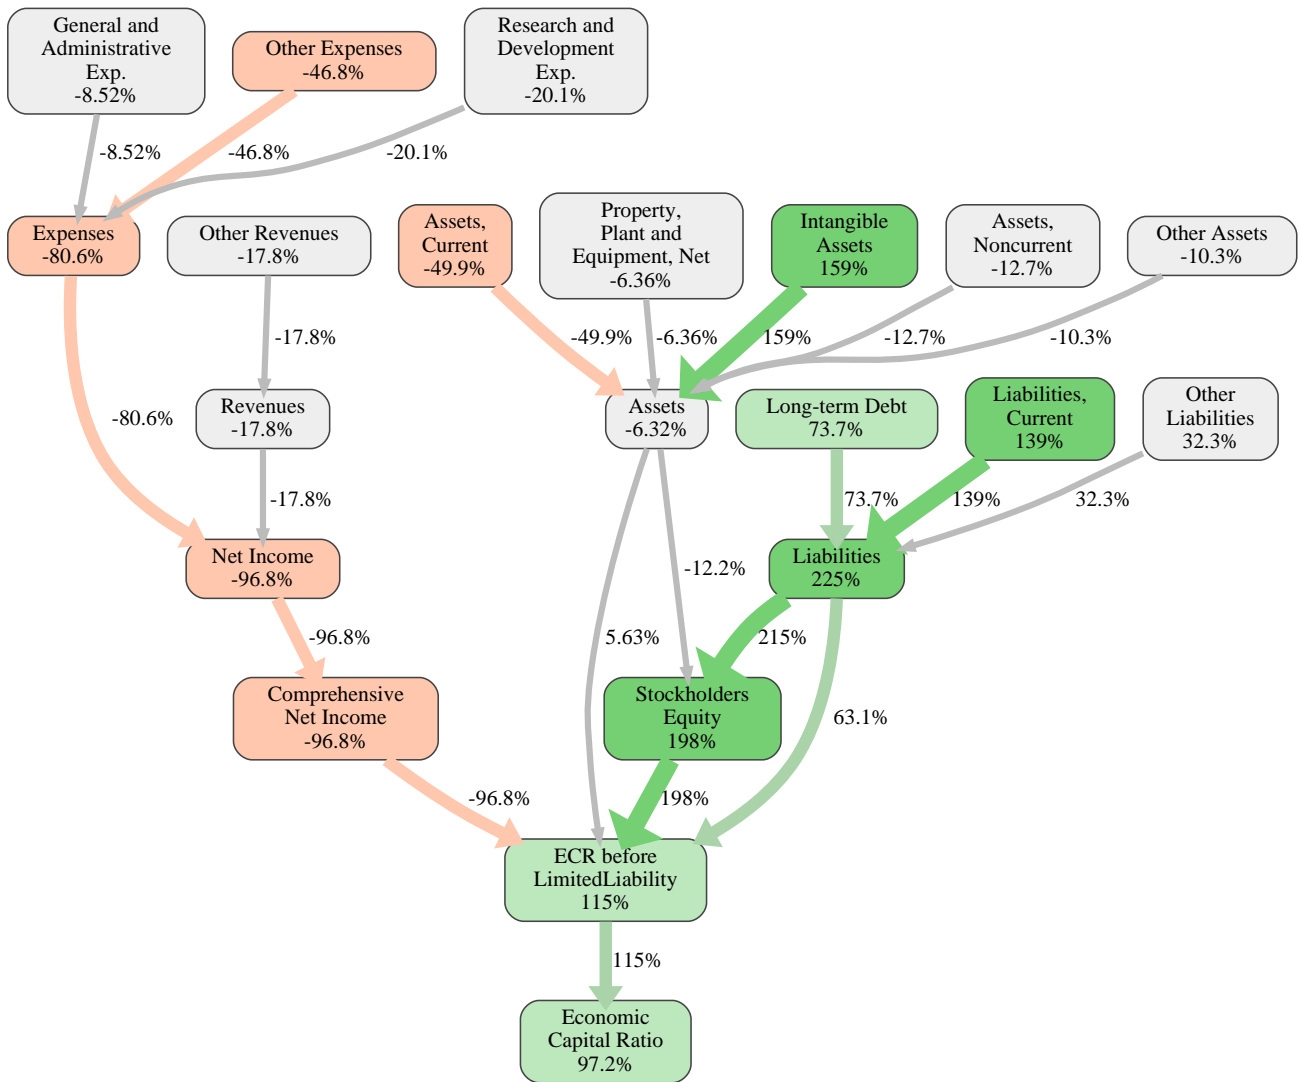 General and
Administrative
Exp.
-8.52%
Other Expenses
-46.8%
Research and
Development
Exp.
-20.1%
-8.52%
-46.8%
-20.1%
Expenses
-80.6%
Other Revenues
-17.8%
Assets,
Current
-49.9%
Property,
Plant and
Equipment, Net
-6.36%
Intangible
Assets
159%
Assets,
Noncurrent
-12.7%
Other Assets
-10.3%
-17.8%
-49.9%
-6.36%
159%
-12.7%
-10.3%
-80.6%
Revenues
-17.8%
Assets
-6.32%
Long-term Debt
73.7%
Liabilities,
Current
139%
Other
Liabilities
32.3%
-17.8%
73.7%
139%
32.3%
Net Income
-96.8%
-12.2%
Liabilities
225%
-96.8%
5.63%
215%
Comprehensive
Net Income
-96.8%
Stockholders
Equity
198%
63.1%
-96.8%
198%
ECR before
LimitedLiability
115%
115%
Economic
Capital Ratio
97.2%